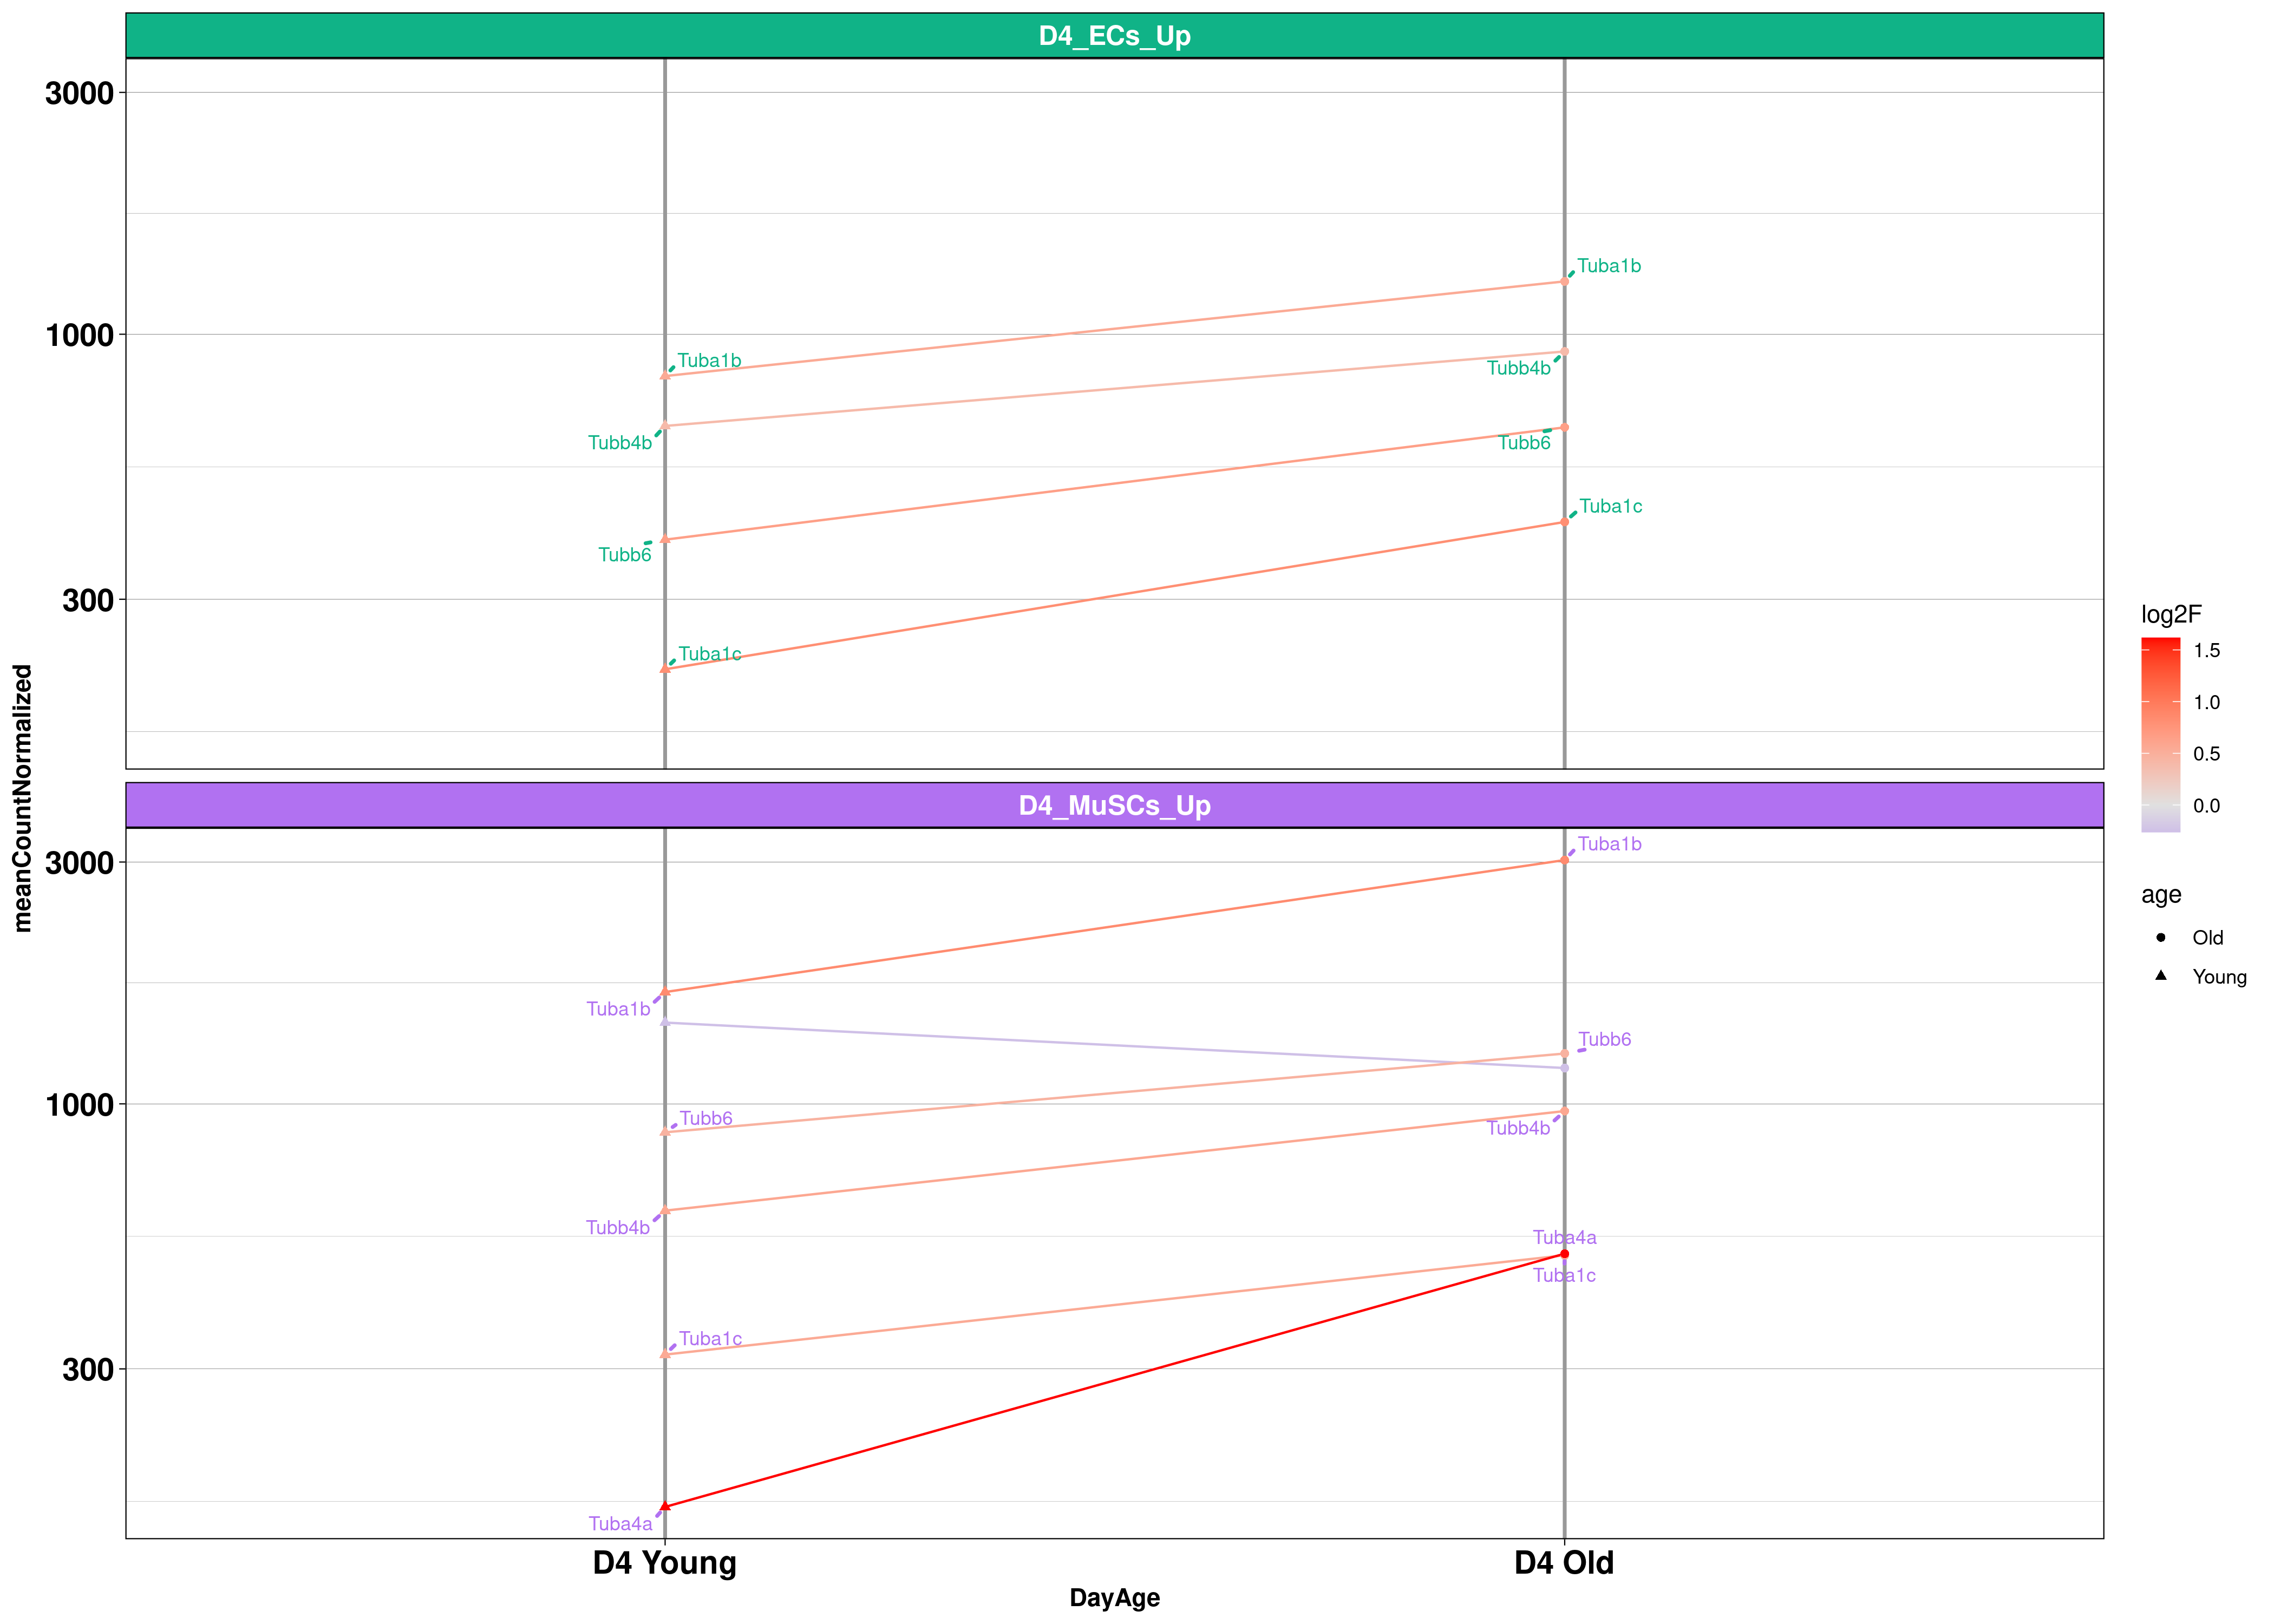 D4_ECs_Up
3000
1000
300
Tuba1b
Tuba1b
Tubb4b
Tubb4b
Tubb6
Tubb6
Tuba1c
Tuba1c
D4_MuSCs_Up
3000
1000
300
Tuba1b
Tuba1b
Tubb6
Tubb6
Tubb4b
Tubb4b
Tuba4a
Tuba1c
Tuba1c
Tuba4a
D4 Young
D4 Old
DayAge
meanCountNormalized
log2F
1.5
1.0
0.5
0.0
age
Old
Young